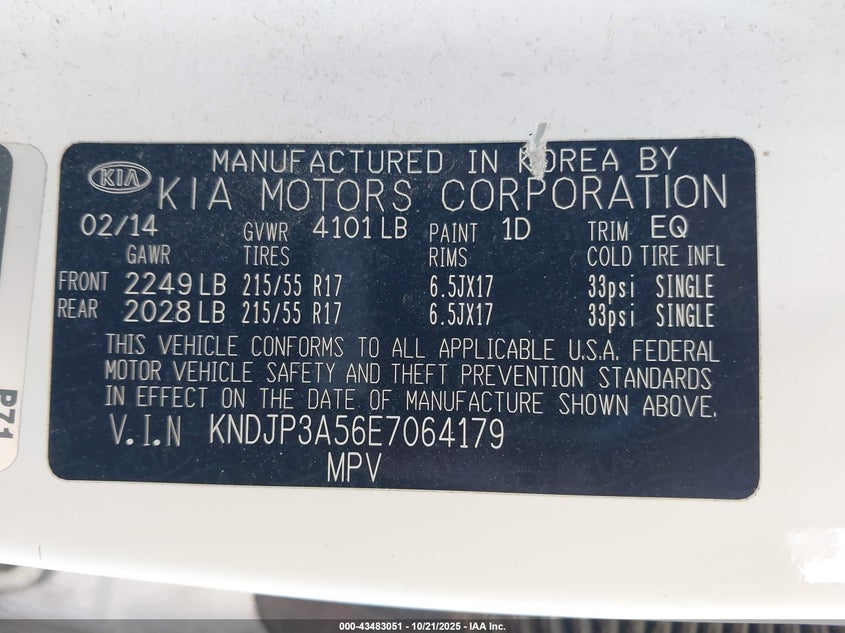 MANUFACTURED IN KOREA BY
KIA KIA MOTORS CORPORATION
02/14 GVWR 4101 LB PAINT 1D TRIM EQ
GAWR TIRES RIMS COLD TIRE INFL
FRONT 2249 LB 215/55 R17 6.5JX17 33psi SINGLE
REAR 2028 LB 215/55 R17 6.5JX17 33psi SINGLE
THIS VEHICLE CONFORMS TO ALL APPLICABLE U.S.A. FEDERAL
MOTOR VEHICLE SAFETY AND THEFT PREVENTION STANDARDS
IN EFFECT ON THE DATE OF MANUFACTURE SHOWN ABOVE.
V.I.N KNDJP3A56E7064179
MPV
000-43483051 - 10/21/2025 - IAA Inc.